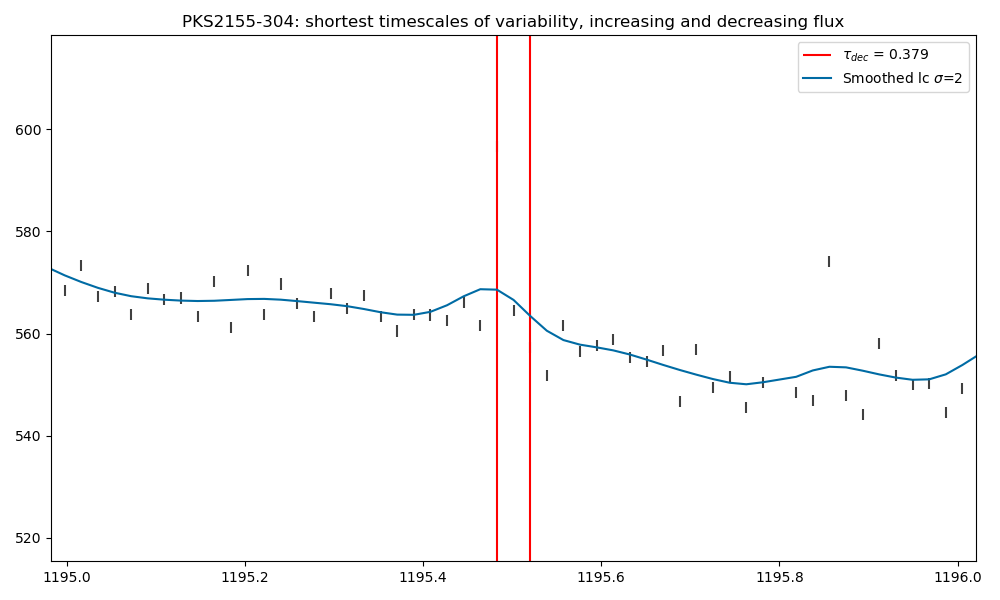 PKS2155-304: shortest timescales of variability, increasing and decreasing flux
τ_dec = 0.379
Smoothed lc σ=2
600
580
560
540
520
1195.0 1195.2 1195.4 1195.6 1195.8 1196.0